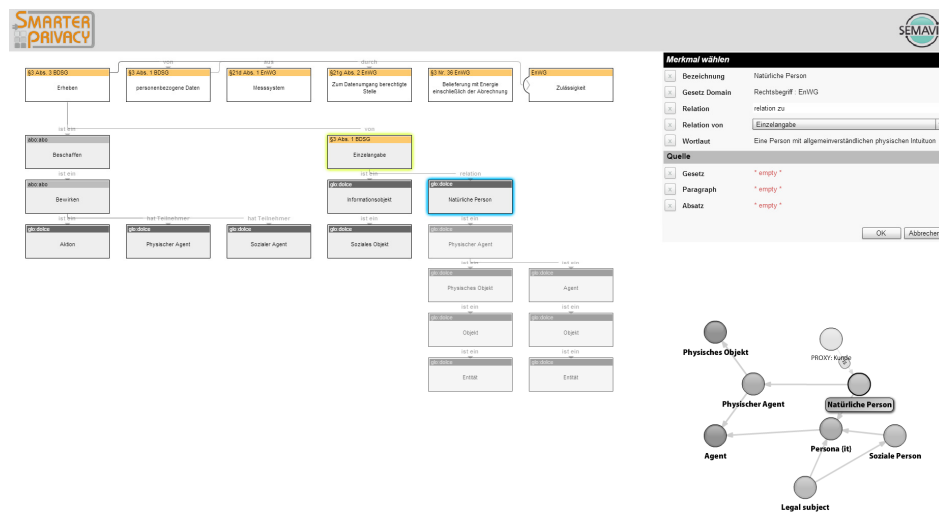 SMARTER
PRIVACY
SEMAVI
von
aus
durch
§3 Abs. 3 BDSG
Erheben
§3 Abs. 1 BDSG
personenbezogene Daten
§21d Abs. 1 EnWG
Messsystem
§21g Abs. 2 EnWG
Zum Datenumgang berechtigte
Stelle
§3 Nr. 36 EnWG
Belieferung mit Energie
einschließlich der Abrechnung
EnWG
Zulässigkeit
ist ein
von
abo:abo
Beschaffen
§3 Abs. 1 BDSG
Einzelangabe
ist ein
ist ein
relation
abo:abo
Bewirken
glo:dolce
Informationsobjekt
glo:dolce
Natürliche Person
ist ein
hat Teilnehmer
hat Teilnehmer
ist ein
ist ein
glo:dolce
Aktion
glo:dolce
Physischer Agent
glo:dolce
Sozialer Agent
glo:dolce
Soziales Objekt
glo:dolce
Physischer Agent
ist ein
ist ein
glo:dolce
Physisches Objekt
glo:dolce
Agent
ist ein
ist ein
glo:dolce
Objekt
glo:dolce
Objekt
ist ein
ist ein
glo:dolce
Entität
glo:dolce
Entität
Merkmal wählen
x Bezeichnung Natürliche Person
x Gesetz Domain Rechtsbegriff : EnWG
x Relation relation zu
x Relation von Einzelangabe
x Wortlaut Eine Person mit allgemeinverständlichen physischen Intuituon
Quelle
x Gesetz * empty *
x Paragraph * empty *
x Absatz * empty *
OK Abbrechen
Physisches Objekt
PROXY: Kunde
Physischer Agent
Natürliche Person
Agent
Persona (it)
Soziale Person
Legal subject